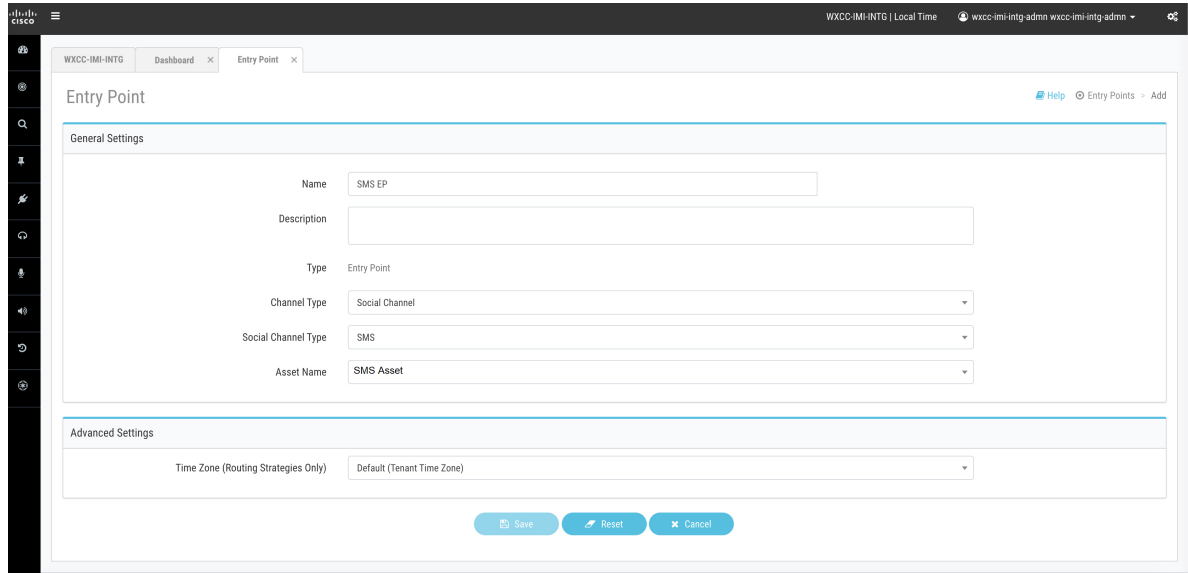 CISCO
WXCC-IMI-INTG | Local Time
wxcc-imi-intg-admn wxcc-imi-intg-admn
WXCC-IMI-INTG
Dashboard ×
Entry Point ×
Entry Point
Help Entry Points > Add
General Settings
Name SMS EP
Description
Type Entry Point
Channel Type Social Channel
Social Channel Type SMS
Asset Name SMS Asset
Advanced Settings
Time Zone (Routing Strategies Only) Default (Tenant Time Zone)
Save Reset Cancel